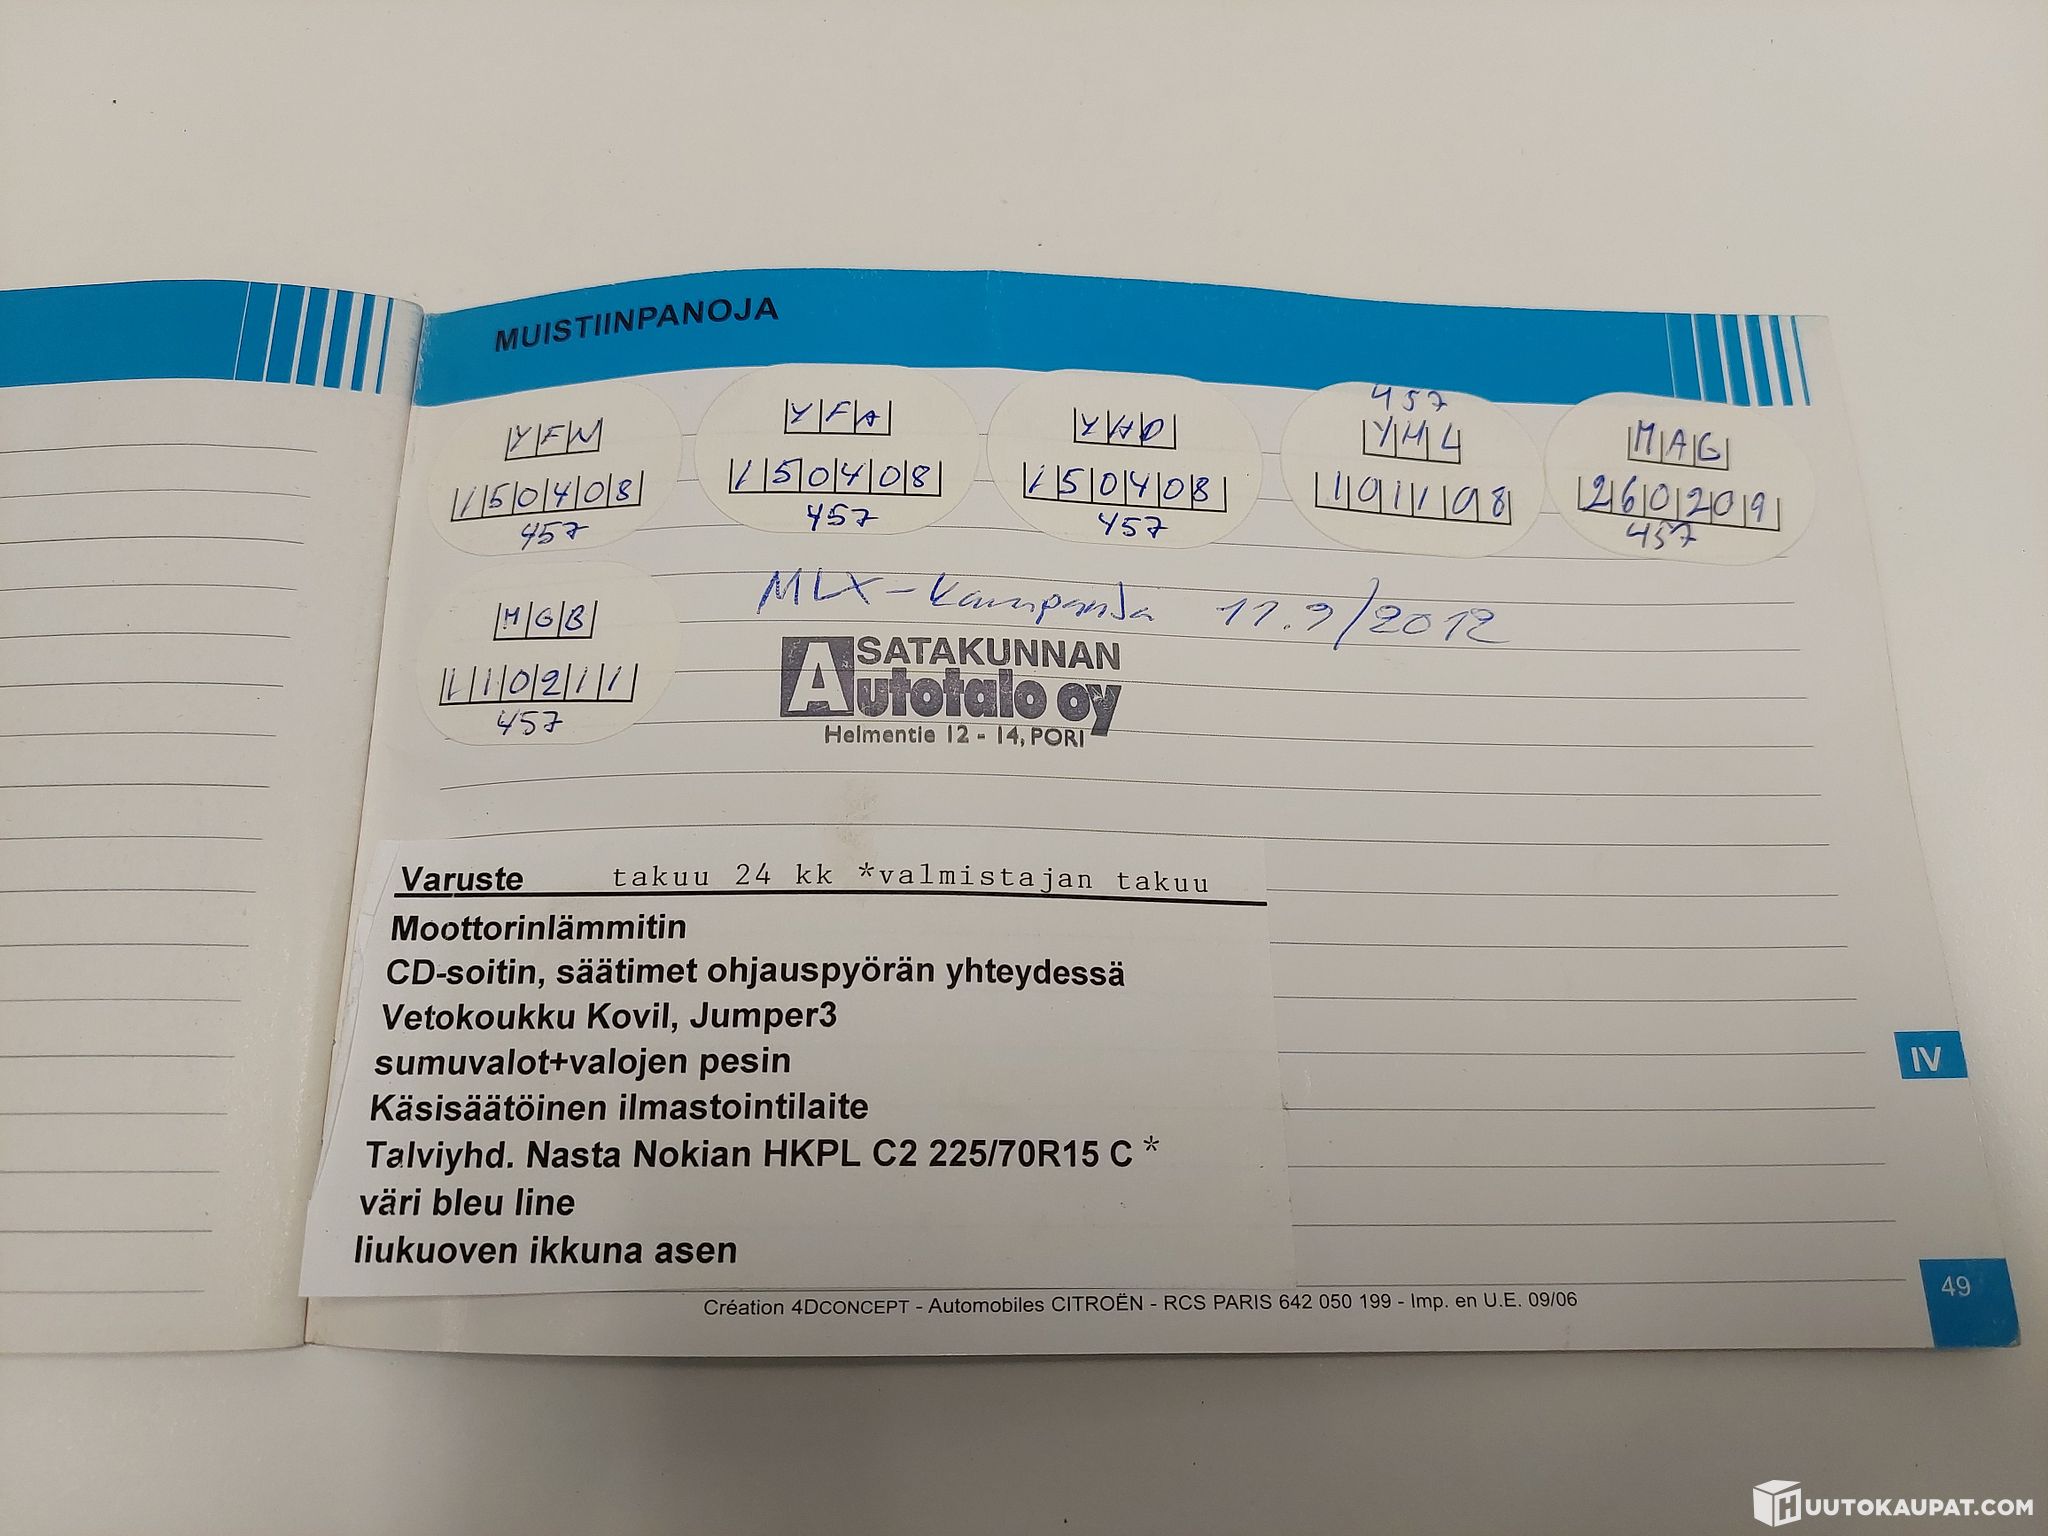 MUISTIINPANOJA
YFN
150408
457
YFA
150408
457
YHD
150408
457
457
YHL
101108
MAG
260209
457
MGB
110211
457
MLX-kampanja 11.9/2012
SATAKUNNAN
Autotalo oy
Helmentie 12 - 14, PORI
Varuste takuu 24 kk *valmistajan takuu
Moottorinlämmitin
CD-soitin, säätimet ohjauspyörän yhteydessä
Vetokoukku Kovil, Jumper3
sumuvalot+valojen pesin
Käsisäätöinen ilmastointilaite
Talviyhd. Nasta Nokian HKPL C2 225/70R15 C *
väri bleu line
liukuoven ikkuna asen
IV
Création 4DCONCEPT - Automobiles CITROËN - RCS PARIS 642 050 199 - Imp. en U.E. 09/06
49
HUUTOKAUPAT.COM